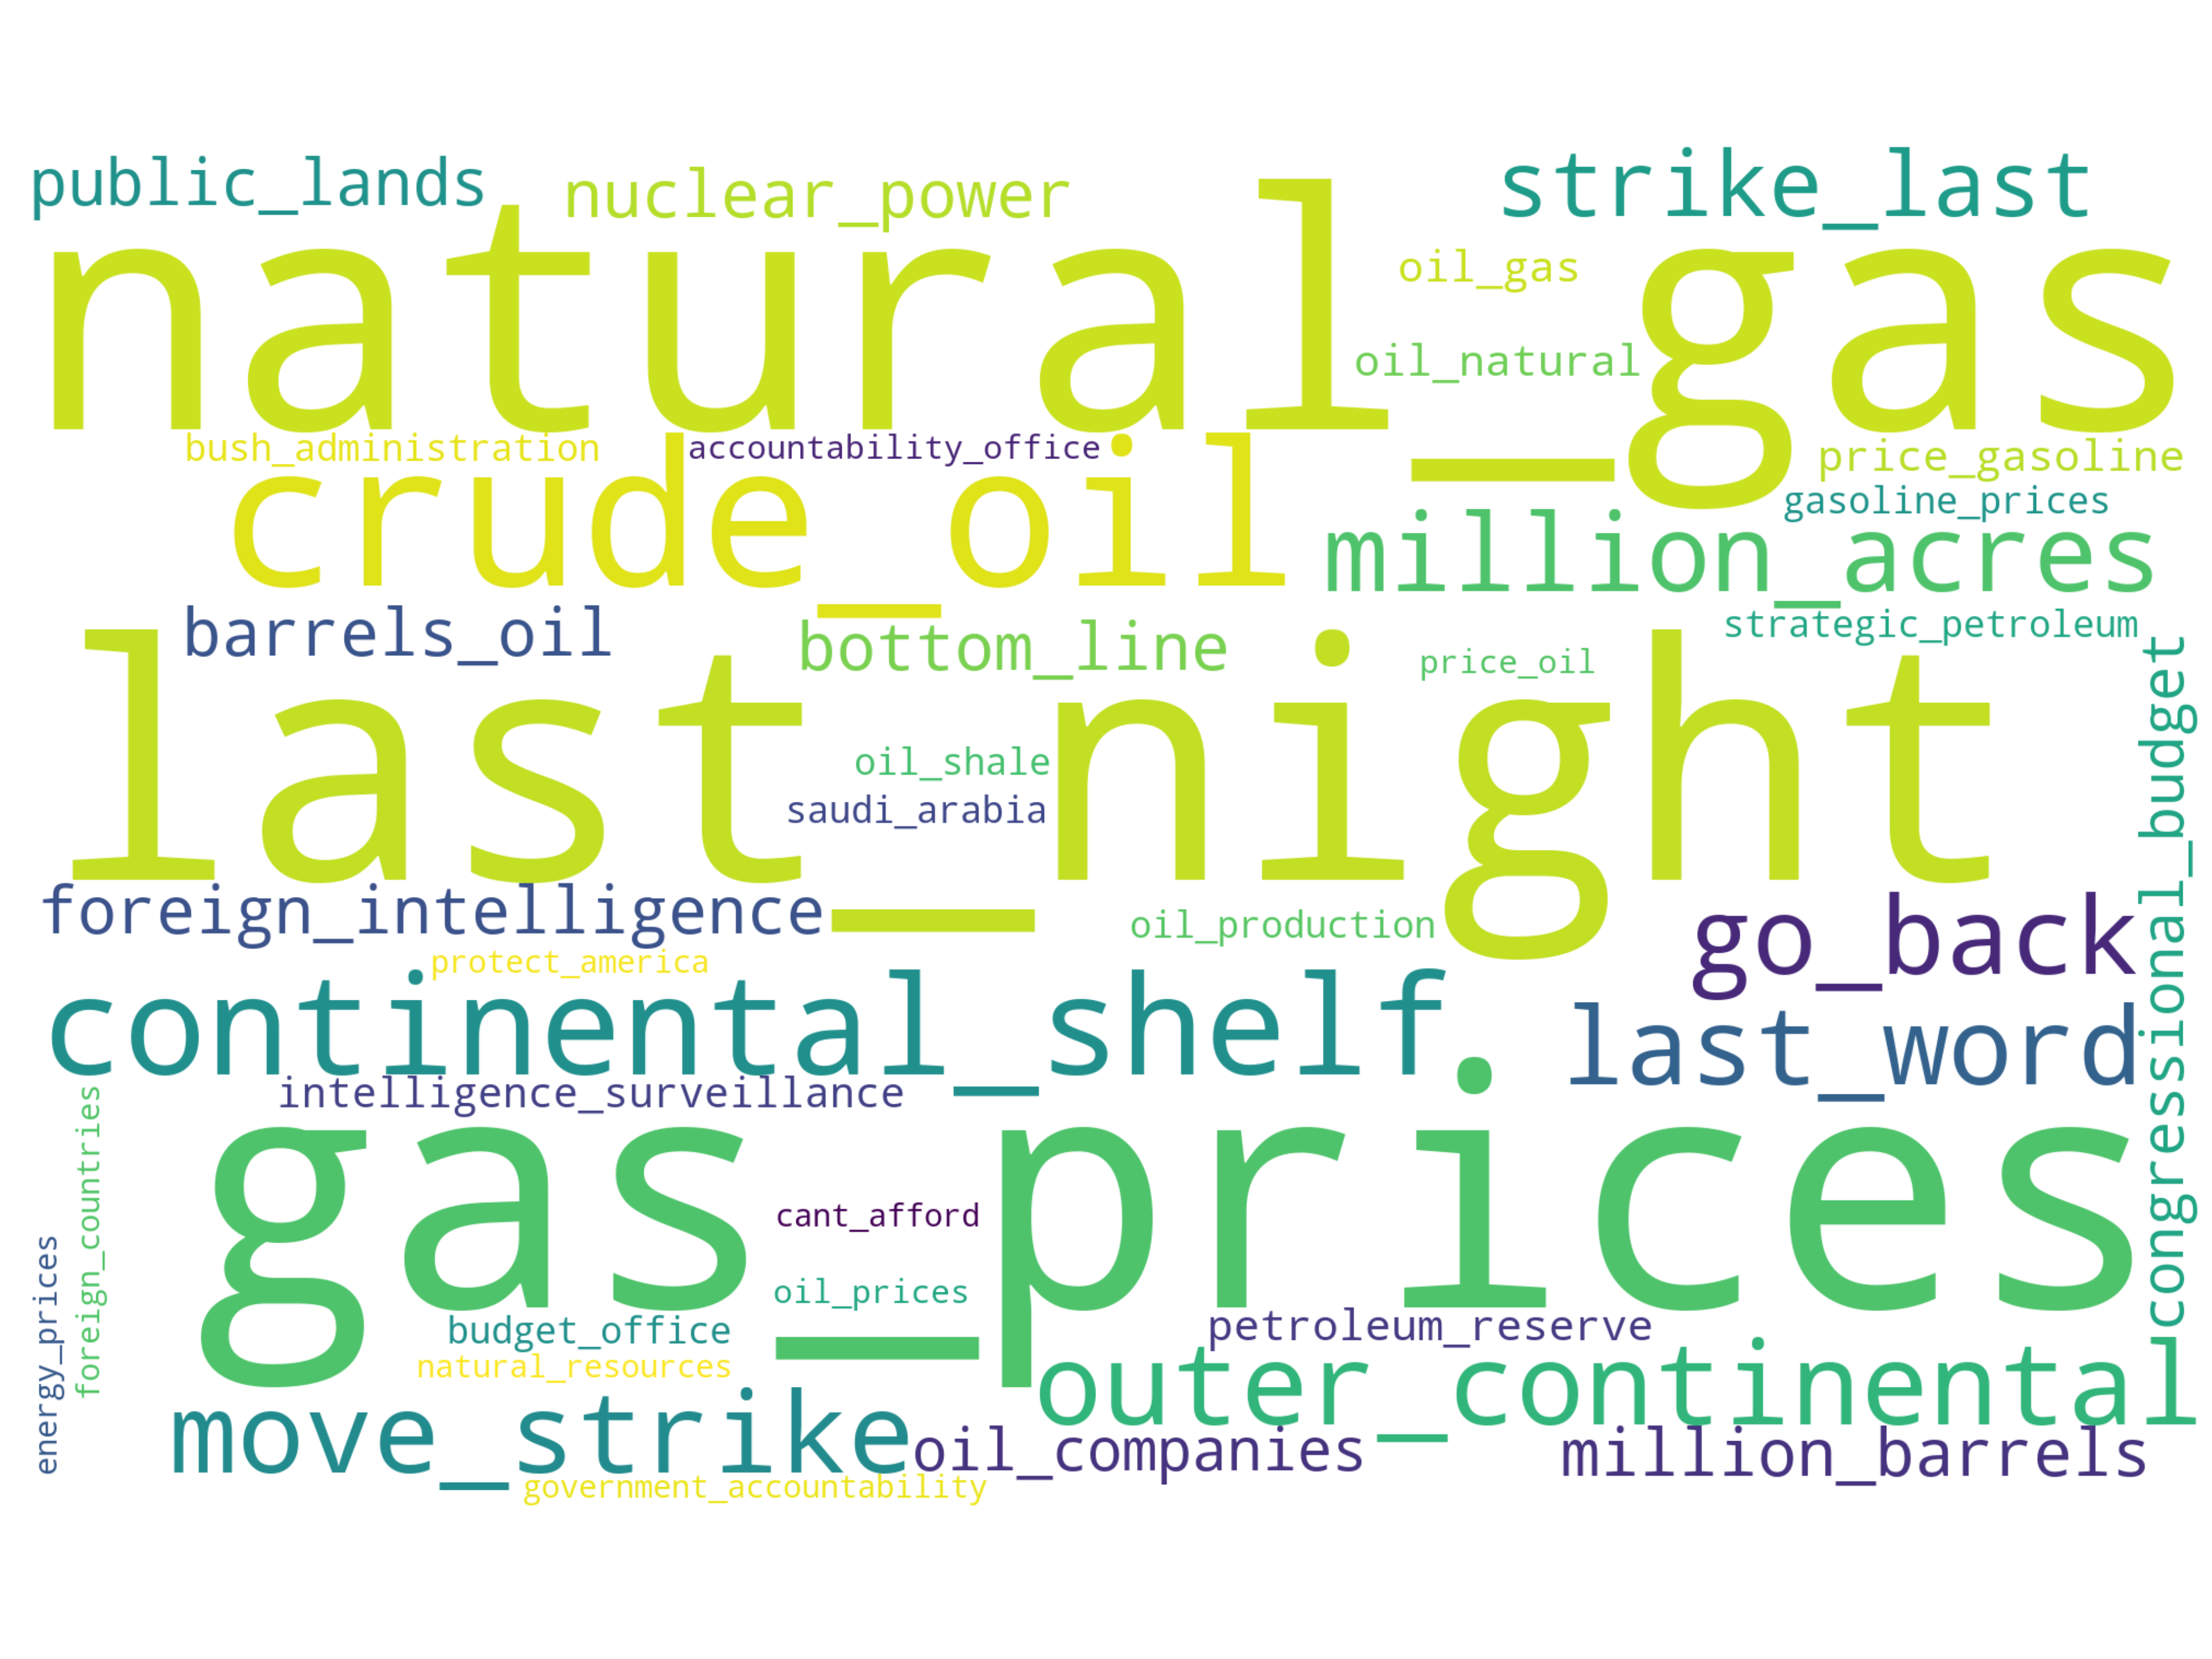 public_lands
nuclear_power
strike_last
natural_gas
oil_gas
oil_natural
bush_administration
accountability_office
price_gasoline
crude_oil
gasoline_prices
million_acres
barrels_oil
bottom_line
strategic_petroleum
price_oil
last_night
oil_shale
saudi_arabia
congressional_budget
foreign_intelligence
oil_production
go_back
protect_america
continental_shelf
last_word
intelligence_surveillance
gas_prices
foreign_countries
energy_prices
cant_afford
oil_prices
budget_office
petroleum_reserve
natural_resources
outer_continental
move_strike
oil_companies
million_barrels
government_accountability